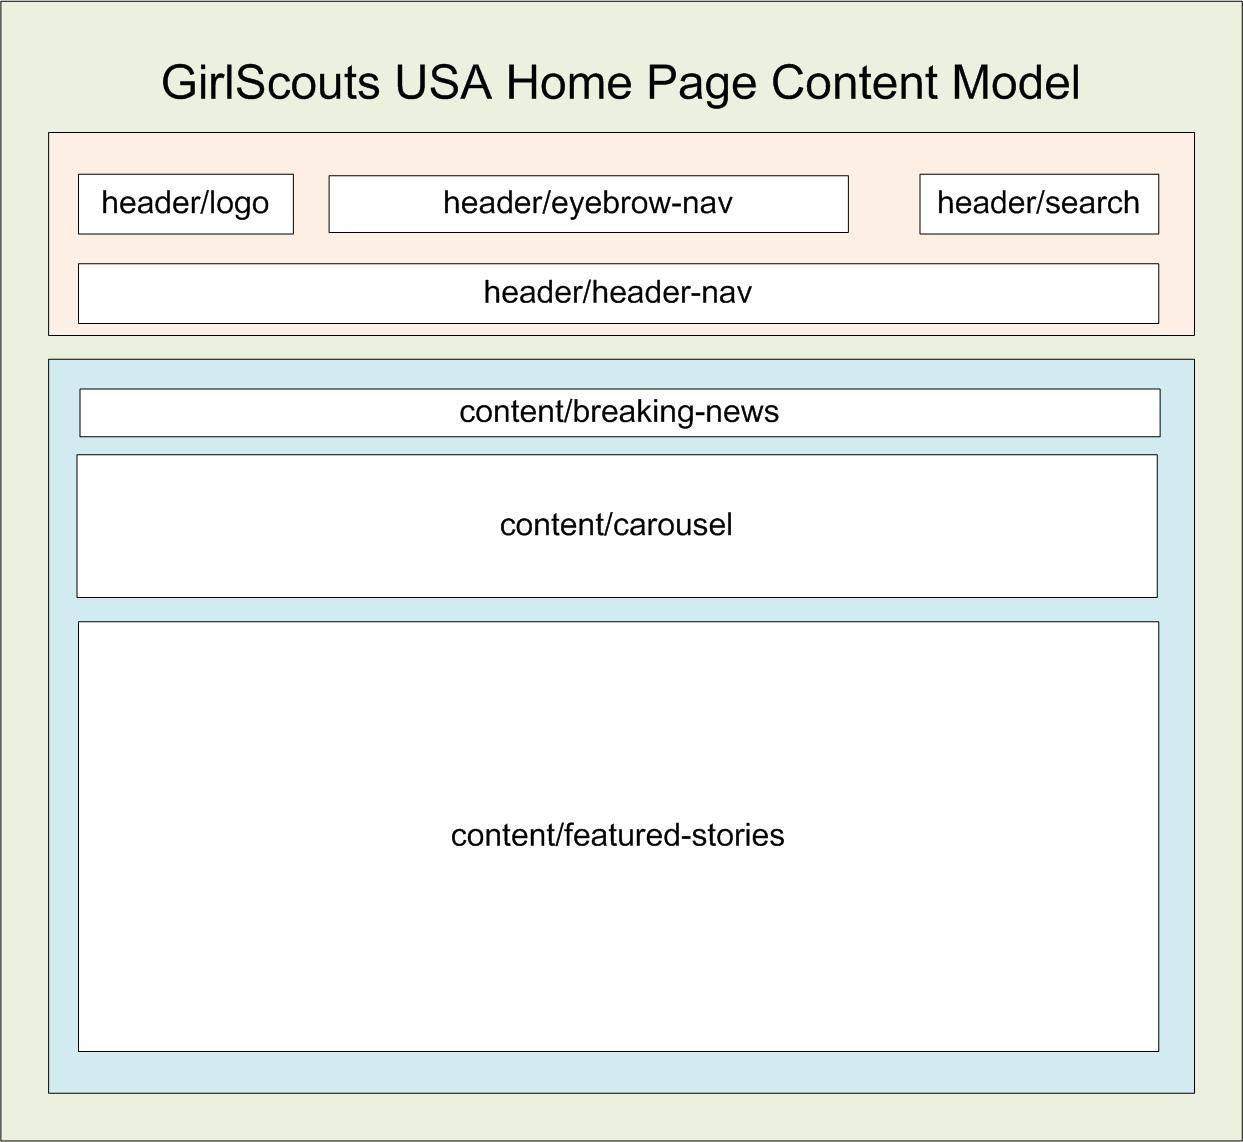 GirlScouts USA Home Page Content Model
header/logo
header/eyebrow-nav
header/search
header/header-nav
content/breaking-news
content/carousel
content/featured-stories